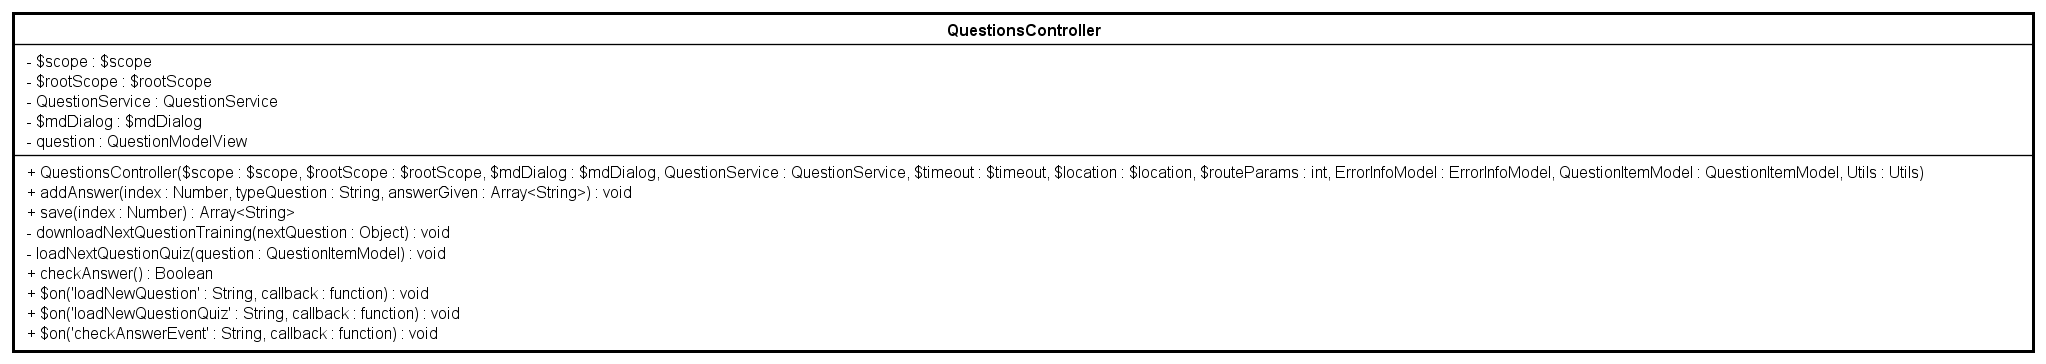 QuestionsController
- $scope : $scope
- $rootScope : $rootScope
- QuestionService : QuestionService
- $mdDialog : $mdDialog
- question : QuestionModelView
+ QuestionsController($scope : $scope, $rootScope : $rootScope, $mdDialog : $mdDialog, QuestionService : QuestionService, $timeout : $timeout, $location : $location, $routeParams : int, ErrorInfoModel : ErrorInfoModel, QuestionItemModel : QuestionItemModel, Utils : Utils)
+ addAnswer(index : Number, typeQuestion : String, answerGiven : Array<String>) : void
+ save(index : Number) : Array<String>
- downloadNextQuestionTraining(nextQuestion : Object) : void
- loadNextQuestionQuiz(question : QuestionItemModel) : void
+ checkAnswer() : Boolean
+ $on('loadNewQuestion' : String, callback : function) : void
+ $on('loadNewQuestionQuiz' : String, callback : function) : void
+ $on('checkAnswerEvent' : String, callback : function) : void